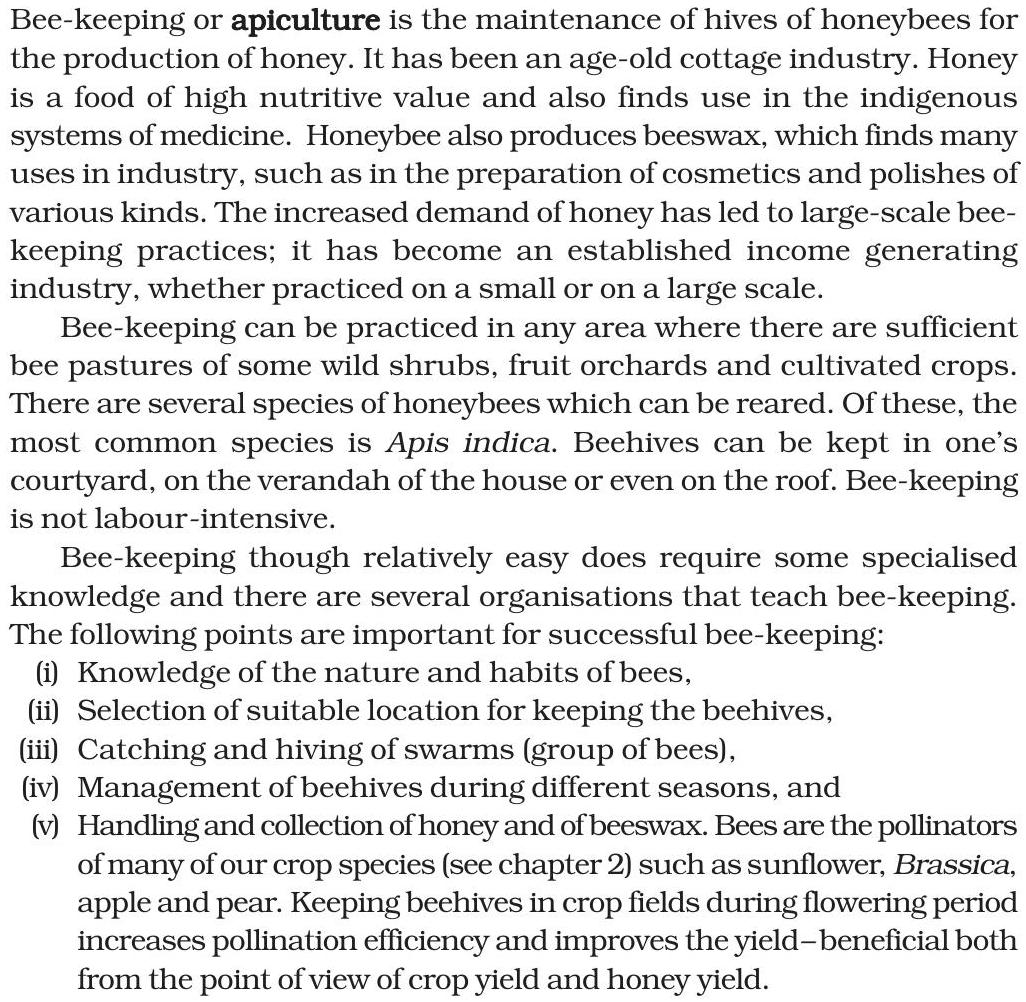 Bee-keeping or apiculture is the maintenance of hives of honeybees for
the production of honey. It has been an age-old cottage industry. Honey
is a food of high nutritive value and also finds use in the indigenous
systems of medicine. Honeybee also produces beeswax, which finds many
uses in industry, such as in the preparation of cosmetics and polishes of
various kinds. The increased demand of honey has led to large-scale bee-
keeping practices; it has become an established income generating
industry, whether practiced on a small or on a large scale.
Bee-keeping can be practiced in any area where there are sufficient
bee pastures of some wild shrubs, fruit orchards and cultivated crops.
There are several species of honeybees which can be reared. Of these, the
most common species is Apis indica. Beehives can be kept in one's
courtyard, on the verandah of the house or even on the roof. Bee-keeping
is not labour-intensive.
Bee-keeping though relatively easy does require some specialised
knowledge and there are several organisations that teach bee-keeping.
The following points are important for successful bee-keeping:
(i) Knowledge of the nature and habits of bees,
(ii) Selection of suitable location for keeping the beehives,
(iii) Catching and hiving of swarms (group of bees),
(iv) Management of beehives during different seasons, and
(v) Handling and collection of honey and of beeswax. Bees are the pollinators
of many of our crop species (see chapter 2) such as sunflower, Brassica,
apple and pear. Keeping beehives in crop fields during flowering period
increases pollination efficiency and improves the yield–beneficial both
from the point of view of crop yield and honey yield.